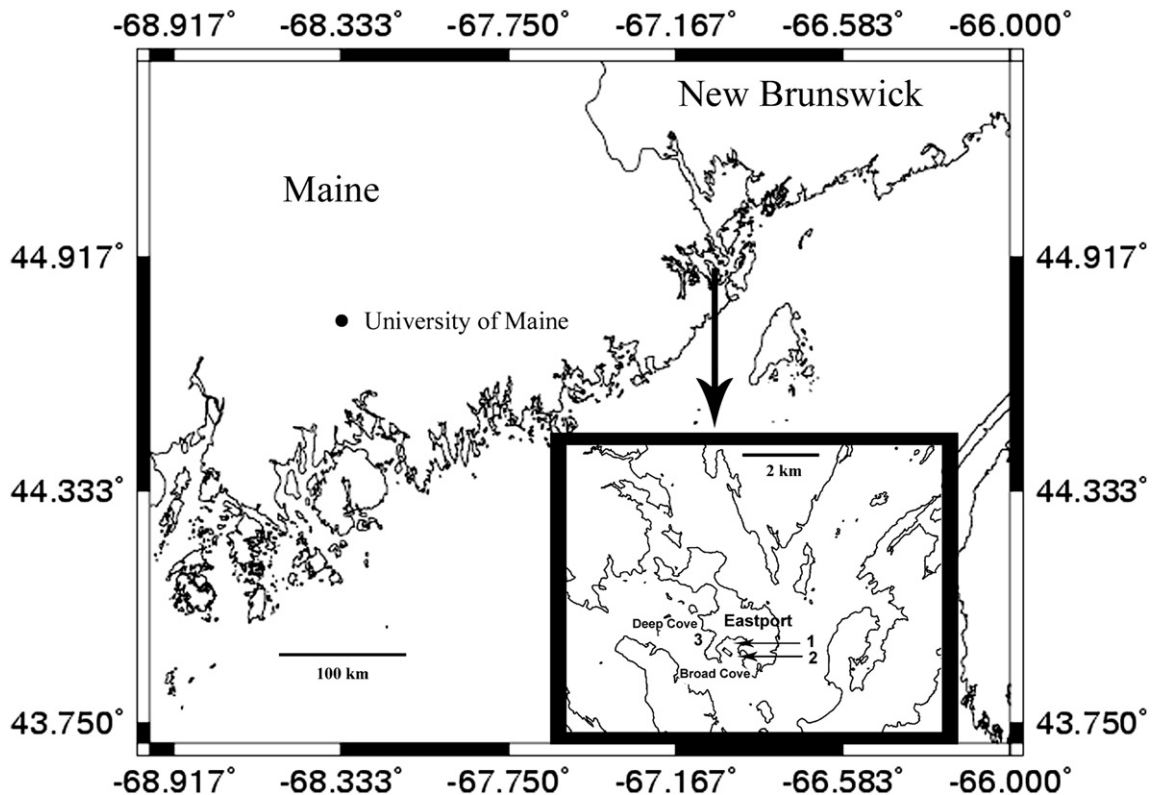 -68.917° -68.333° -67.750° -67.167° -66.583° -66.000°
New Brunswick
Maine
44.917° 44.917°
University of Maine
2 km
44.333° 44.333°
Deep Cove Eastport
3 1
2
Broad Cove
100 km
43.750° 43.750°
-68.917° -68.333° -67.750° -67.167° -66.583° -66.000°